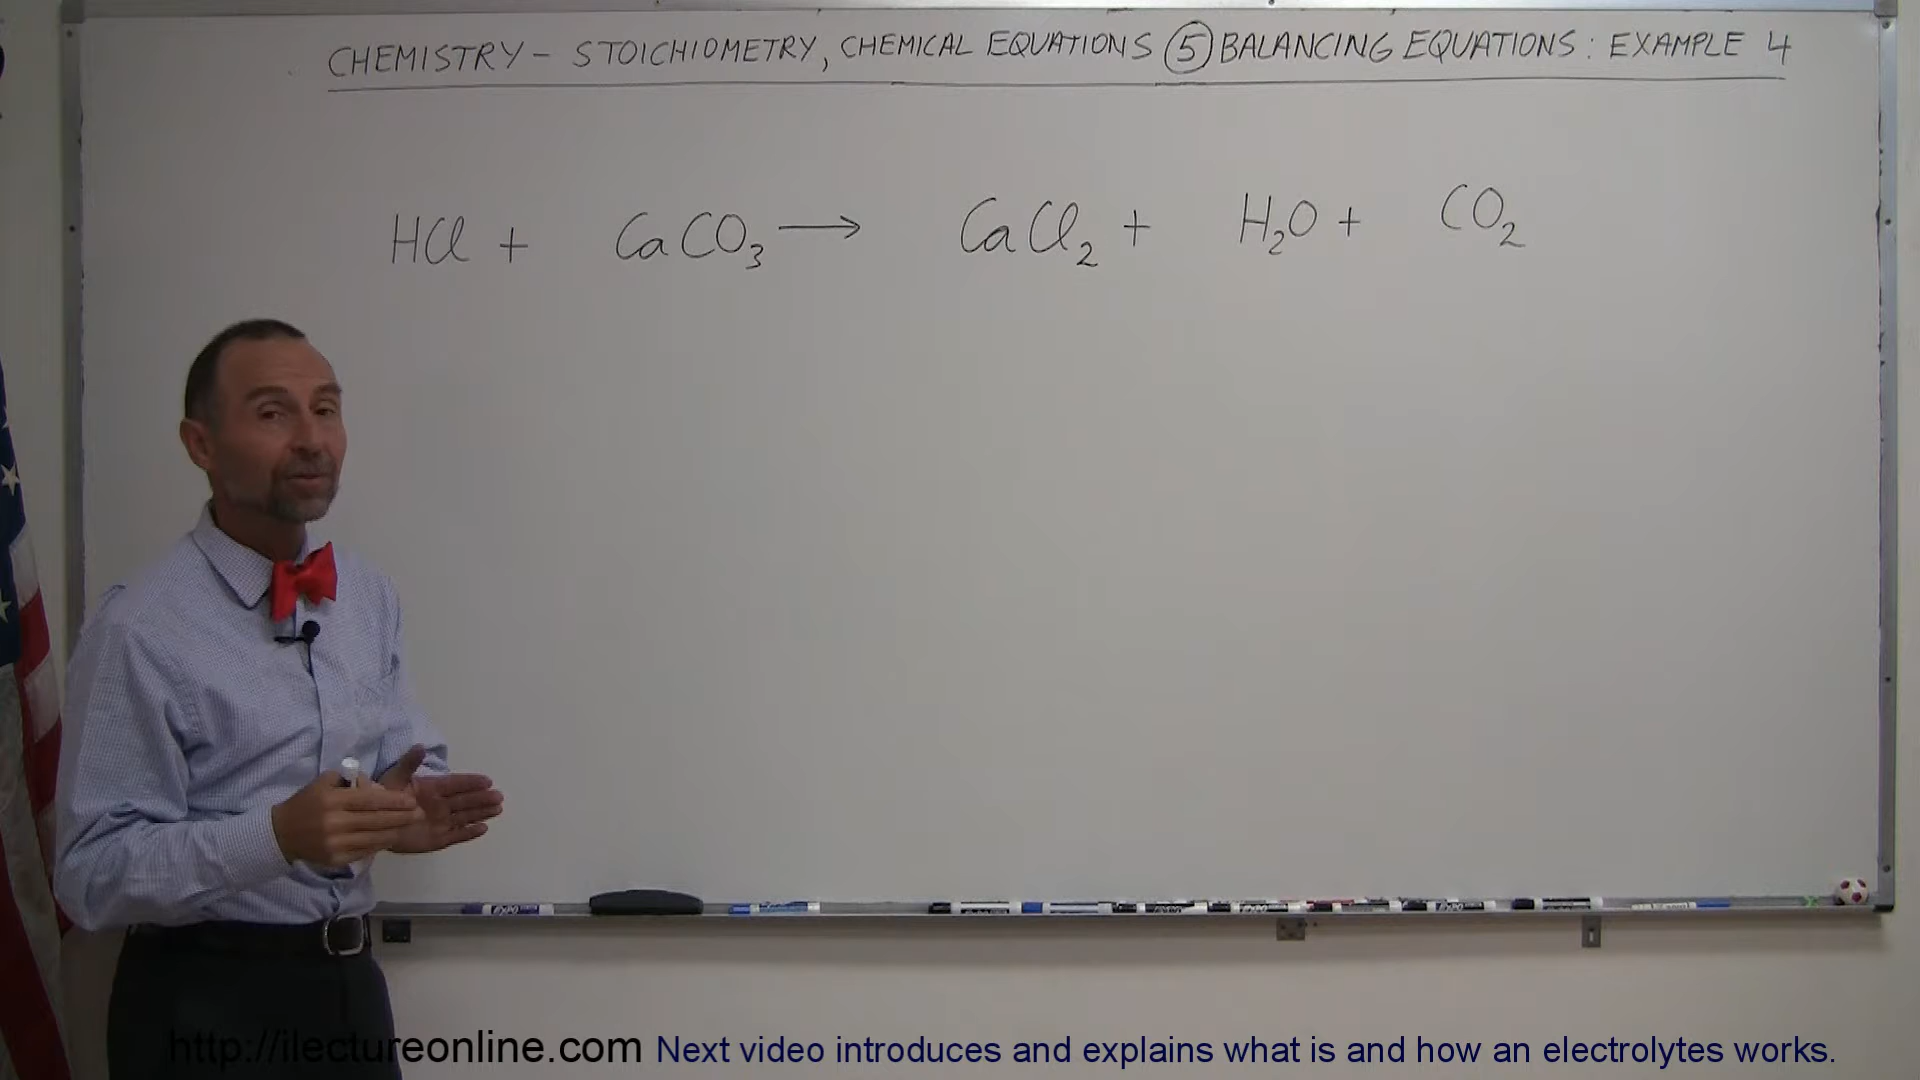 CHEMISTRY - STOICHIOMETRY, CHEMICAL EQUATIONS (5) BALANCING EQUATIONS: EXAMPLE 4
HCl + CaCO3 → CaCl2 + H2O + CO2
http://ilectureonline.com Next video introduces and explains what is and how an electrolytes works.